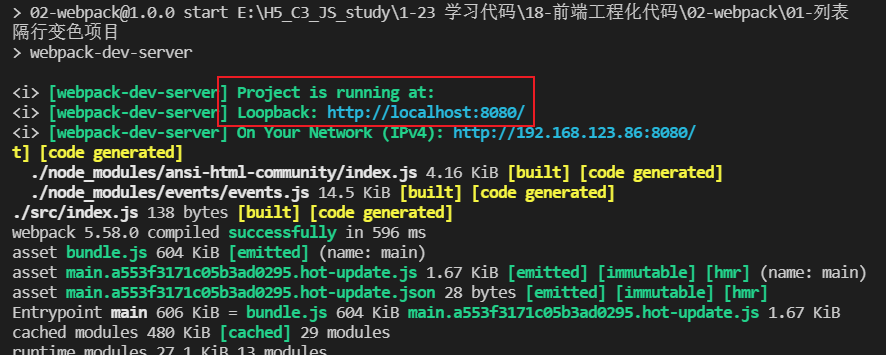 > 02-webpack@1.0.0 start E:\H5_C3_JS_study\1-23 学习代码\18-前端工程化代码\02-webpack\01-列表
隔行变色项目
> webpack-dev-server
<i> [webpack-dev-server] Project is running at:
<i> [webpack-dev-server] Loopback: http://localhost:8080/
<i> [webpack-dev-server] On Your Network (IPv4): http://192.168.123.86:8080/
t] [code generated]
./node_modules/ansi-html-community/index.js 4.16 KiB [built] [code generated]
./node_modules/events/events.js 14.5 KiB [built] [code generated]
./src/index.js 138 bytes [built] [code generated]
webpack 5.58.0 compiled successfully in 596 ms
asset bundle.js 604 KiB [emitted] (name: main)
asset main.a553f3171c05b3ad0295.hot-update.js 1.67 KiB [emitted] [immutable] [hmr] (name: main)
asset main.a553f3171c05b3ad0295.hot-update.json 28 bytes [emitted] [immutable] [hmr]
Entrypoint main 606 KiB = bundle.js 604 KiB main.a553f3171c05b3ad0295.hot-update.js 1.67 KiB
cached modules 480 KiB [cached] 29 modules
runtime modules 27.1 KiB 13 modules